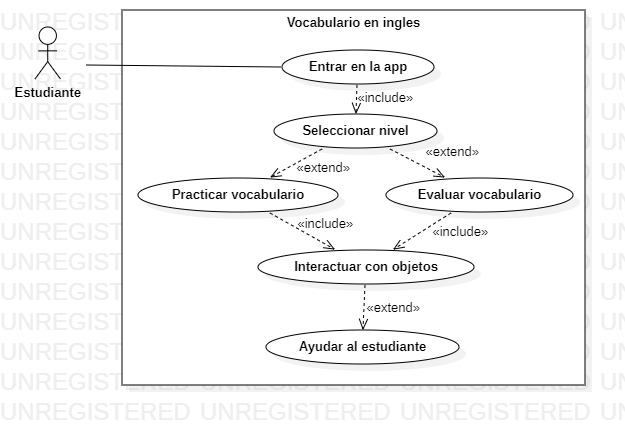 Vocabulario en ingles
Estudiante
Entrar en la app
«include»
Seleccionar nivel
«extend»
«extend»
Practicar vocabulario
Evaluar vocabulario
«include»
«include»
Interactuar con objetos
«extend»
Ayudar al estudiante
UNREGISTERED UNREGISTERED UNREGISTERED UN